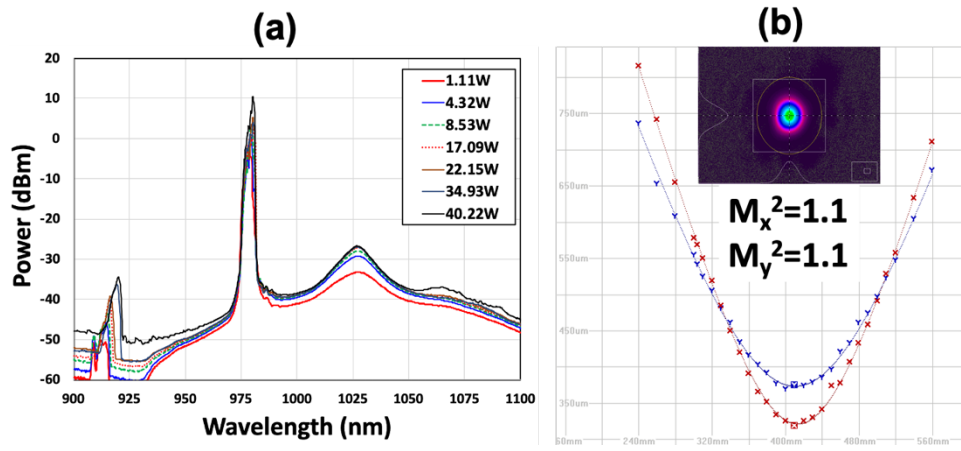 (a)
20
10
0
-10
-20
-30
-40
-50
-60
Power (dBm)
1.11W
4.32W
8.53W
17.09W
22.15W
34.93W
40.22W
900 925 950 975 1000 1025 1050 1075 1100
Wavelength (nm)
(b)
750um
650um
550um
450um
350um
Mx²=1.1
My²=1.1
240mm 320mm 400mm 480mm 560mm